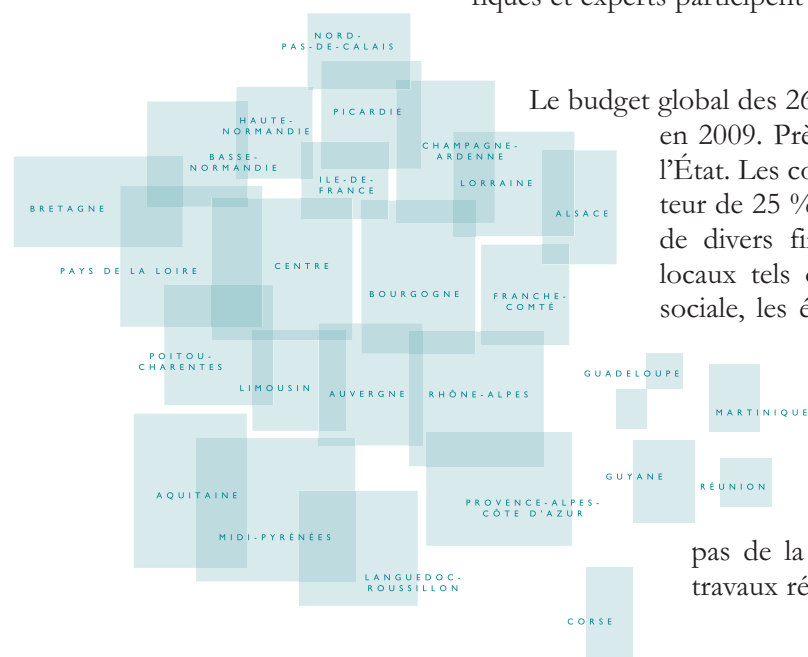 fiques et experts participent
NORD-
PAS-DE-CALAIS
Le budget global des 26
en 2009. Prè
l'État. Les co
teur de 25 %
de divers fi
locaux tels
sociale, les é
PICARDIE
HAUTE-
NORMANDIE
BASSE-
NORMANDIE
CHAMPAGNE-
ARDENNE
ILE-DE-
FRANCE
LORRAINE
BRETAGNE
ALSACE
PAYS DE LA LOIRE
CENTRE
BOURGOGNE
FRANCHE-
COMTÉ
POITOU-
CHARENTES
LIMOUSIN
AUVERGNE
RHÔNE-ALPES
GUADELOUPE
MARTINIQUE
GUYANE
RÉUNION
AQUITAINE
MIDI-PYRÉNÉES
PROVENCE-ALPES-
CÔTE D'AZUR
LANGUEDOC-
ROUSSILLON
pas de la
travaux ré
CORSE